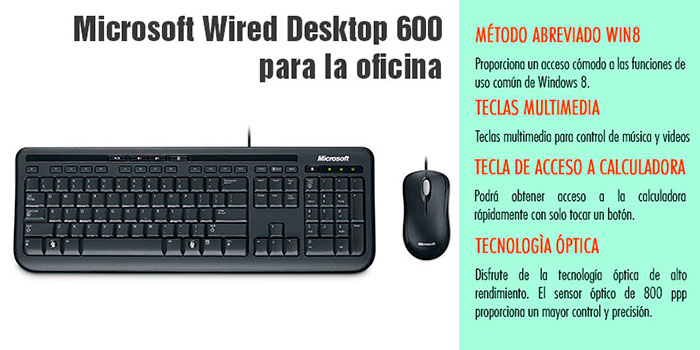 Microsoft Wired Desktop 600
para la oficina
Microsoft
Microsoft
MÉTODO ABREVIADO WIN8
Proporciona un acceso cómodo a las funciones de
uso común de Windows 8.
TECLAS MULTIMEDIA
Teclas multimedia para control de música y videos
TECLA DE ACCESO A CALCULADORA
Podrá obtener acceso a la calculadora
rápidamente con solo tocar un botón.
TECNOLOGÌA ÓPTICA
Disfrute de la tecnología óptica de alto
rendimiento. El sensor óptico de 800 ppp
proporciona un mayor control y precisión.